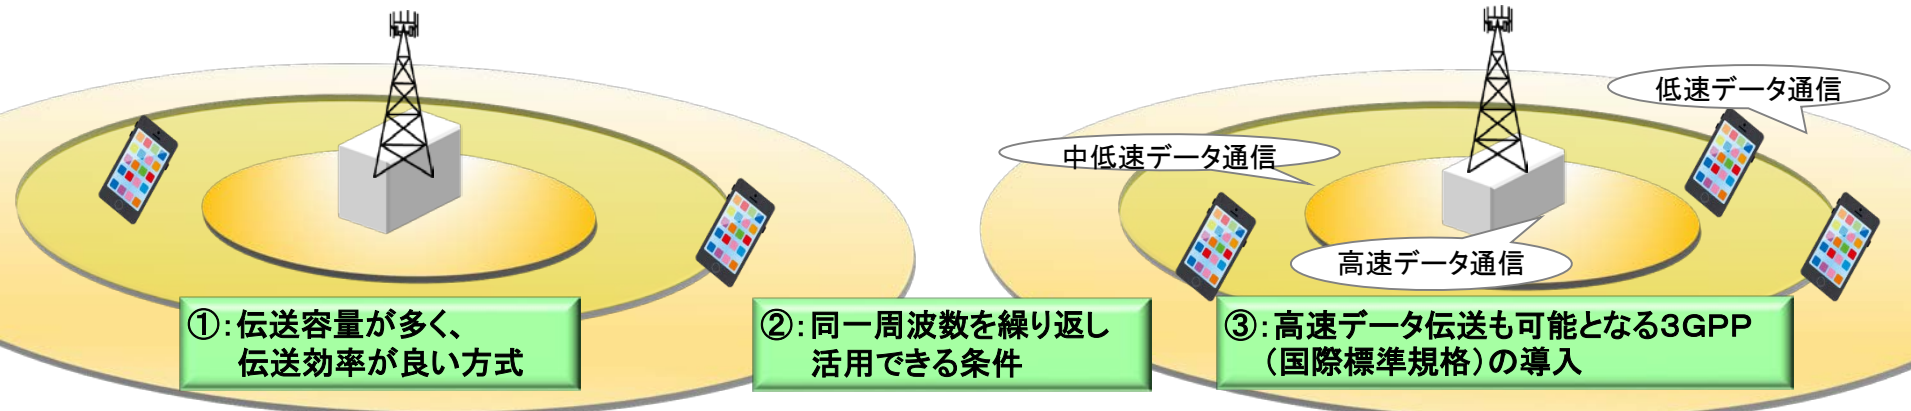 低速データ通信
中低速データ通信
高速データ通信
①：伝送容量が多く、
伝送効率が良い方式
②：同一周波数を繰り返し
活用できる条件
③：高速データ伝送も可能となる３ＧＰＰ
（国際標準規格）の導入